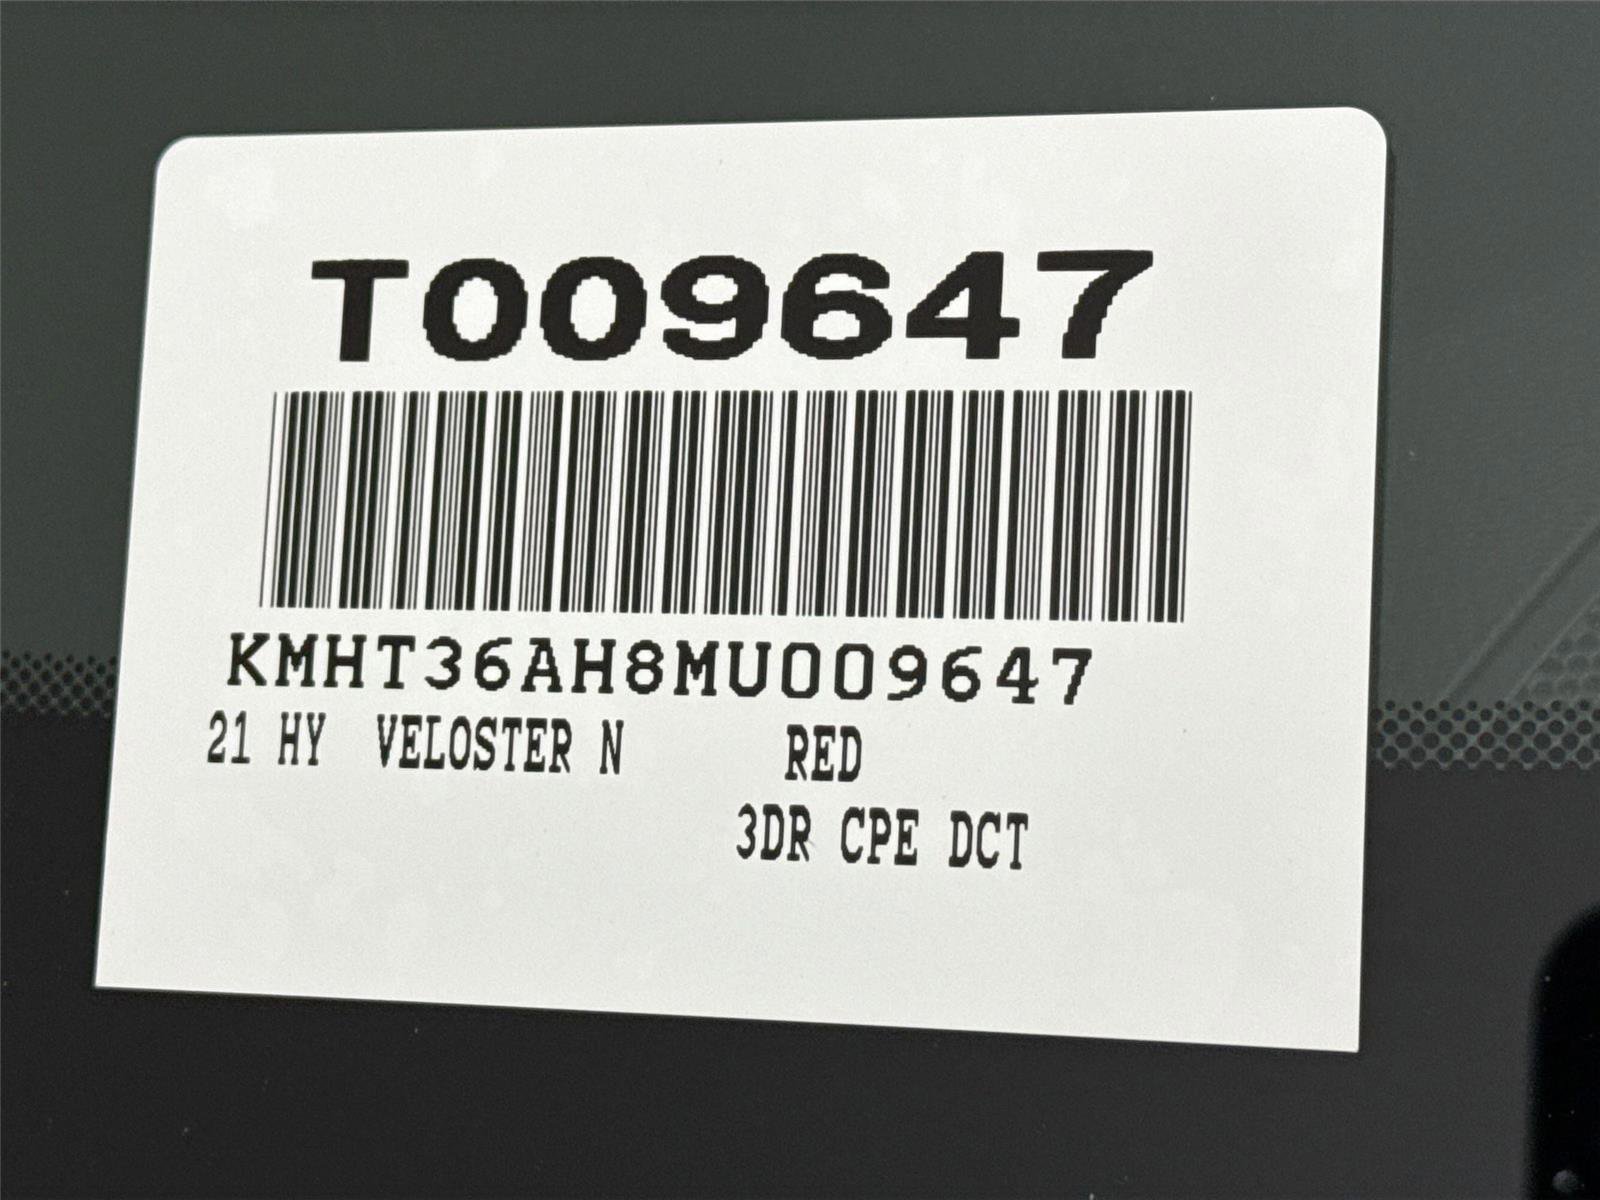 T009647
KMHT36AH8MU009647
21 HY VELOSTER N RED
3DR CPE DCT